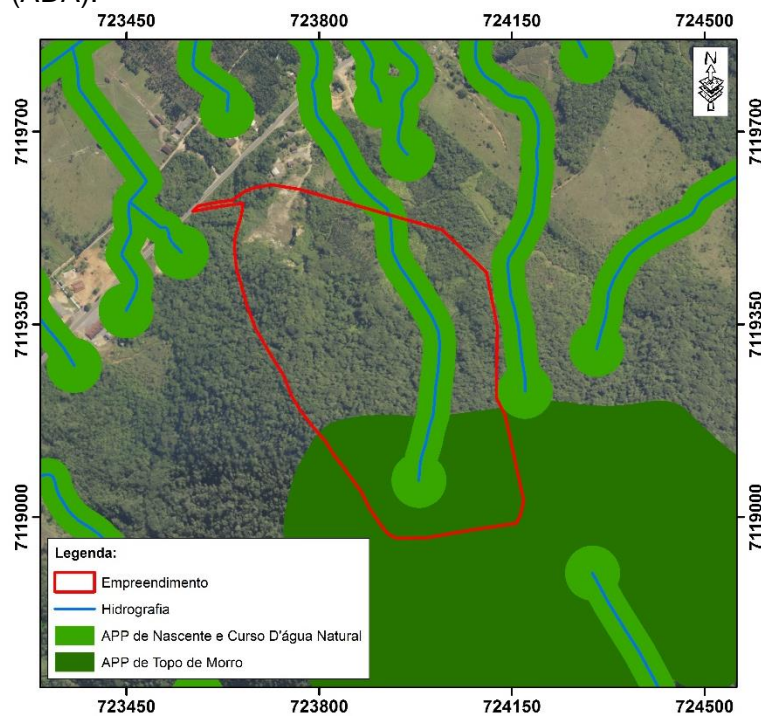 (ADA).
723450 723800 724150 724500
N
7119700 7119700
7119350 7119350
7119000 7119000
Legenda:
Empreendimento
Hidrografia
APP de Nascente e Curso D'água Natural
APP de Topo de Morro
723450 723800 724150 724500